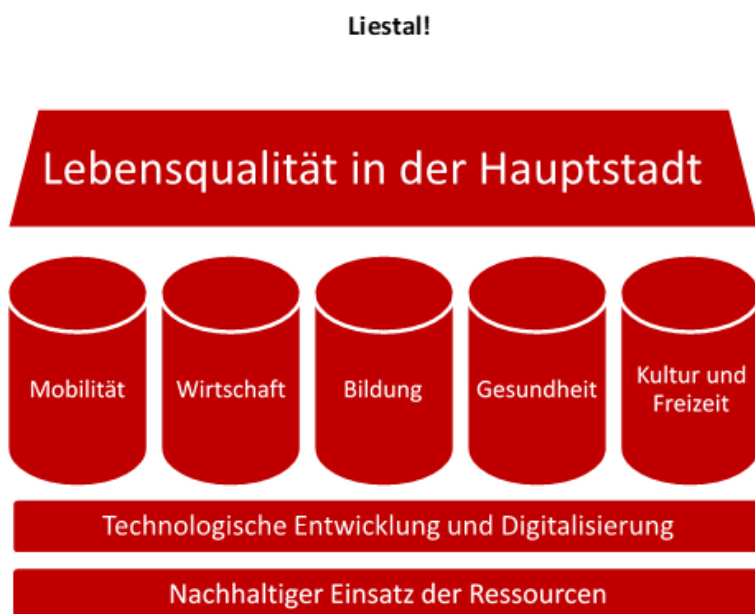 Liestal!
Lebensqualität in der Hauptstadt
Mobilität
Wirtschaft
Bildung
Gesundheit
Kultur und
Freizeit
Technologische Entwicklung und Digitalisierung
Nachhaltiger Einsatz der Ressourcen